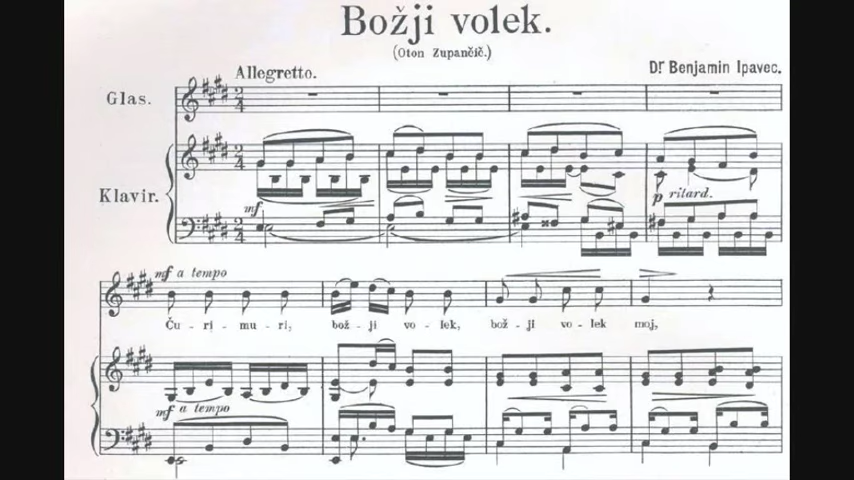 Božji volek.
(Oton Zupančič.)
Allegretto.
Dr Benjamin Ipavec.
Glas.
Klavir.
mf
p ritard.
mf a tempo
Ču - ri - mu - ri, bož - ji vo - lek, bož - ji vo - lek moj,
mf a tempo